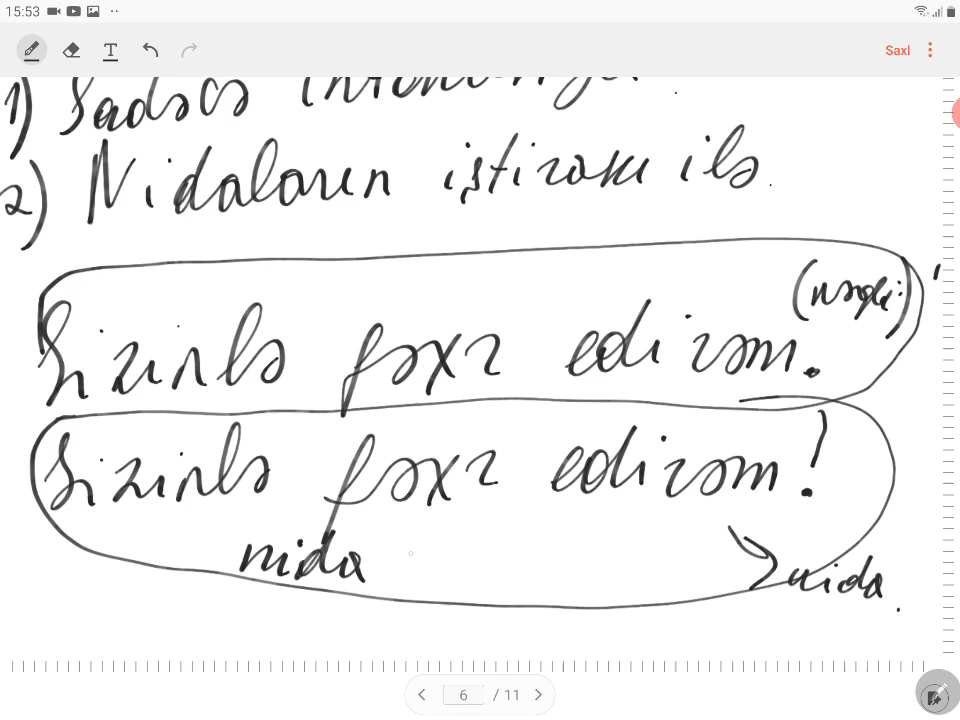 15:53
Saxl
1) Sadəcə intonasiya
2) Nidaların iştirakı ilə.
(nəqli)
Sizinlə fəxr edirəm.
Sizinlə fəxr edirəm!
nida
nida
6 / 11